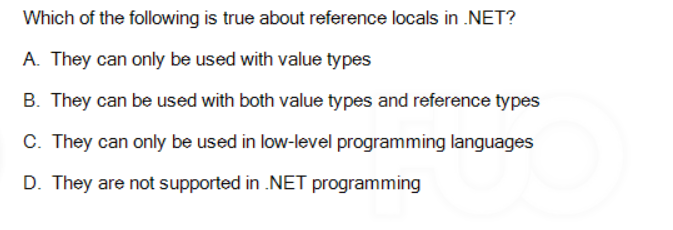 Which of the following is true about reference locals in .NET?
A. They can only be used with value types
B. They can be used with both value types and reference types
C. They can only be used in low-level programming languages
D. They are not supported in .NET programming